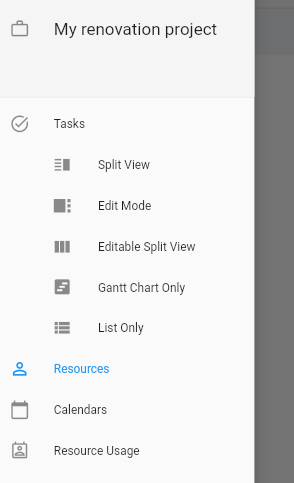 My renovation project
Tasks
Split View
Edit Mode
Editable Split View
Gantt Chart Only
List Only
Resources
Calendars
Resource Usage